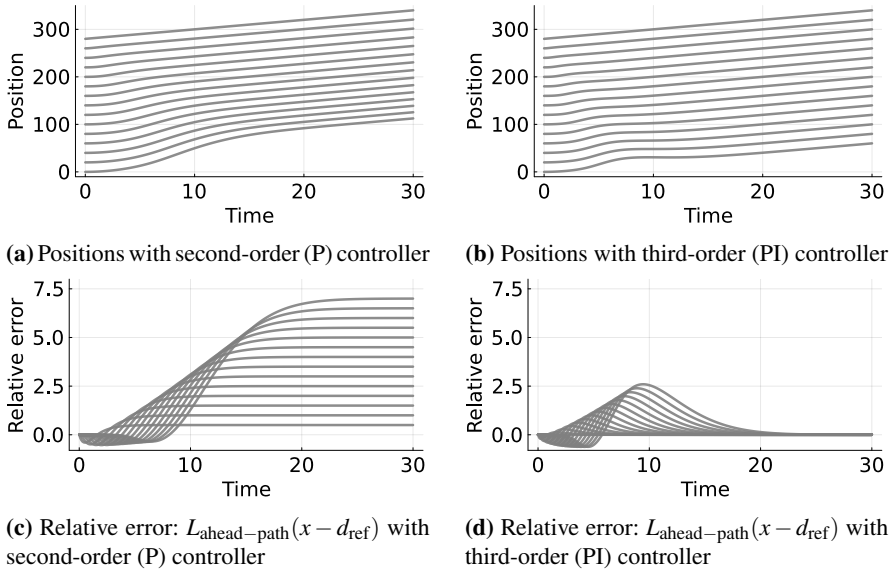 300
200
100
0
Position
0 10 20 30
Time
300
200
100
0
Position
0 10 20 30
Time
(a) Positions with second-order (P) controller
(b) Positions with third-order (PI) controller
7.5
5.0
2.5
0.0
Relative error
0 10 20 30
Time
7.5
5.0
2.5
0.0
Relative error
0 10 20 30
Time
(c) Relative error: L_ahead−path(x − d_ref) with
second-order (P) controller
(d) Relative error: L_ahead−path(x − d_ref) with
third-order (PI) controller